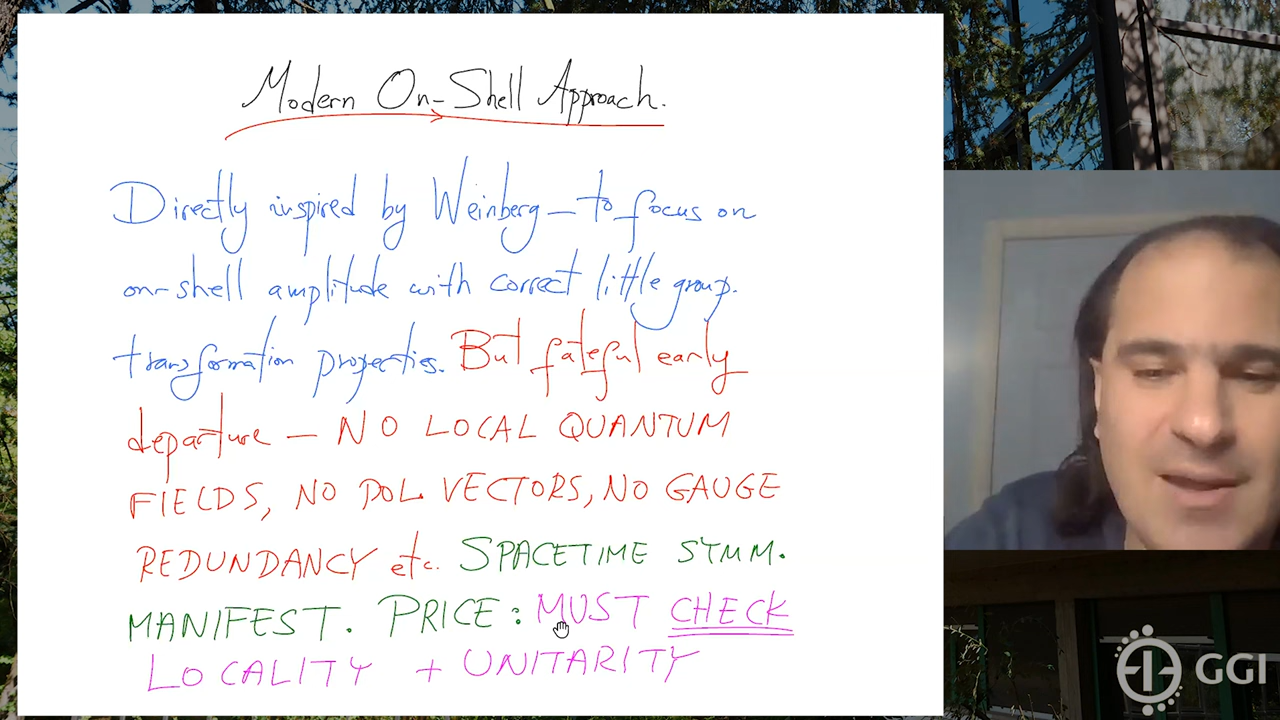 Modern On-Shell Approach.
Directly inspired by Weinberg – to focus on
on-shell amplitude with correct little group.
transformation properties. But fateful early
departure – NO LOCAL QUANTUM
FIELDS, NO POL. VECTORS, NO GAUGE
REDUNDANCY etc. SPACETIME SYMM.
MANIFEST. PRICE: MUST CHECK
LOCALITY + UNITARITY
GGI